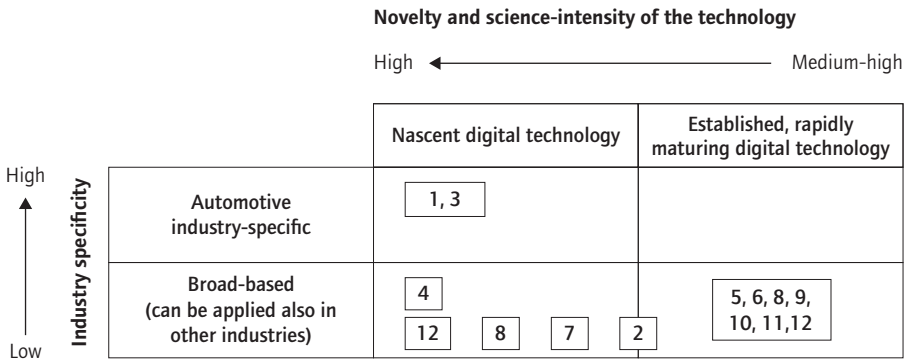 Novelty and science-intensity of the technology
High
Medium-high
Nascent digital technology
Established, rapidly
maturing digital technology
High
Low
Industry specificity
Automotive
industry-specific
1, 3
Broad-based
(can be applied also in
other industries)
4
12
8
7
2
5, 6, 8, 9,
10, 11,12